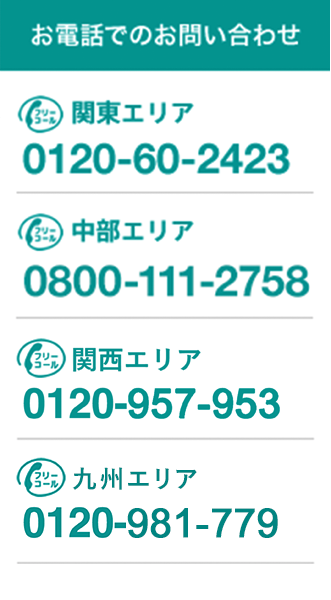 お電話でのお問い合わせ
フリーコール 関東エリア
0120-60-2423
フリーコール 中部エリア
0800-111-2758
フリーコール 関西エリア
0120-957-953
フリーコール 九州エリア
0120-981-779